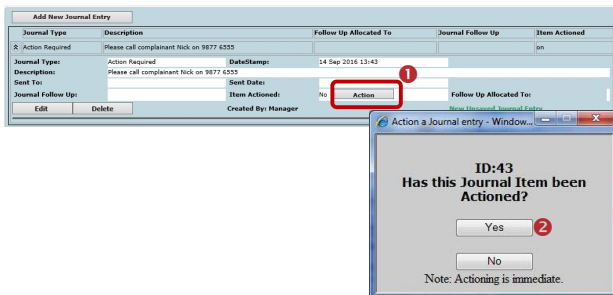 Add New Journal Entry
Journal Type Description Follow Up Allocated To Journal Follow Up Item Actioned
Action Required Please call complainant Nick on 9877 6555 on
Journal Type: Action Required DateStamp: 14 Sep 2016 13:43
Description: Please call complainant Nick on 9877 6555
1
Sent To: Sent Date:
Journal Follow Up: Item Actioned: No Action Follow Up Allocated To:
Edit Delete Created By: Manager New Unsaved Journal Entry
Action a Journal entry - Window...
ID:43
Has this Journal Item been
Actioned?
Yes 2
No
Note: Actioning is immediate.